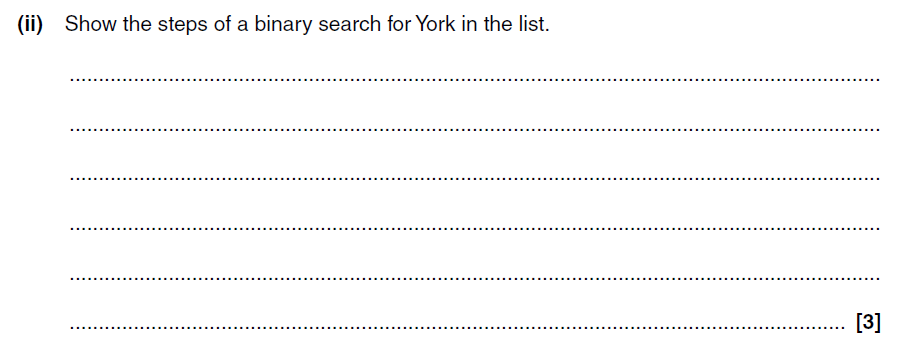 (ii) Show the steps of a binary search for York in the list.
[3]